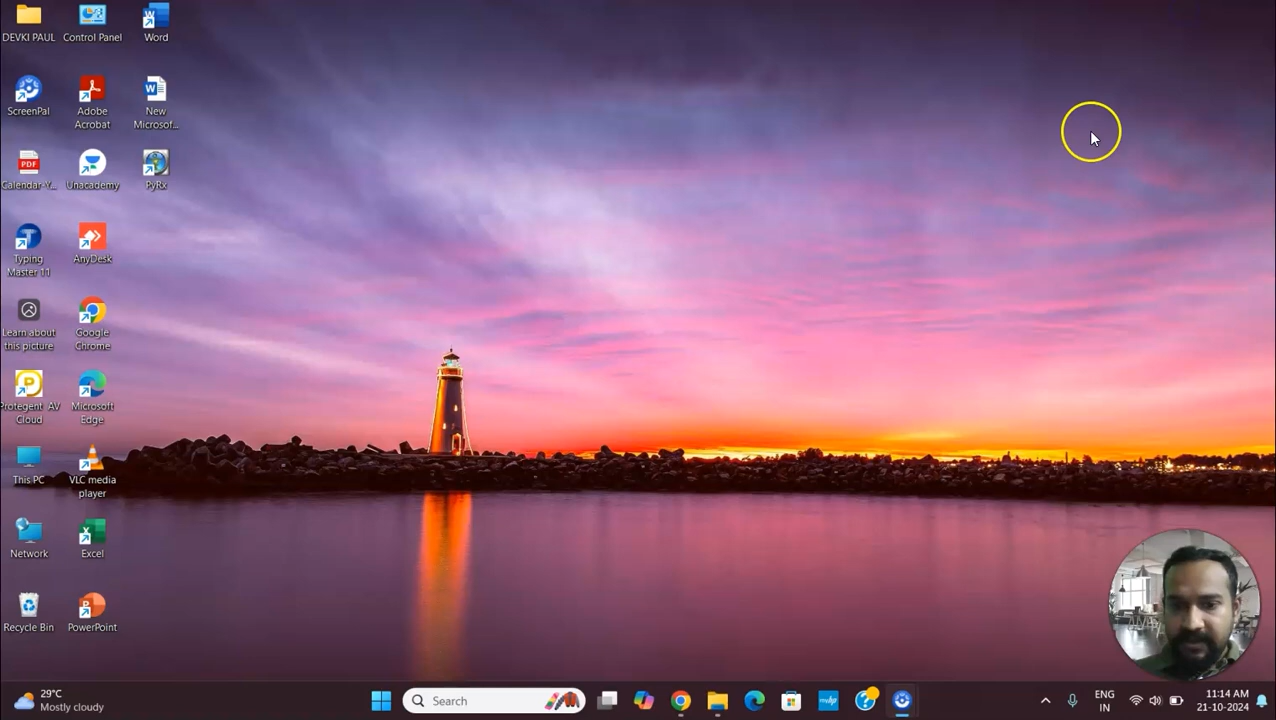 DEVKI PAUL
Control Panel
Word
ScreenPal
Adobe
Acrobat
New
Microsof...
Calendar-Y...
Unacademy
PyRx
Typing
Master 11
AnyDesk
Learn about
this picture
Google
Chrome
Protegent AV
Cloud
Microsoft
Edge
This PC
VLC media
player
Network
Excel
Recycle Bin
PowerPoint
29°C
Mostly cloudy
Search
ENG
IN
11:14 AM
21-10-2024